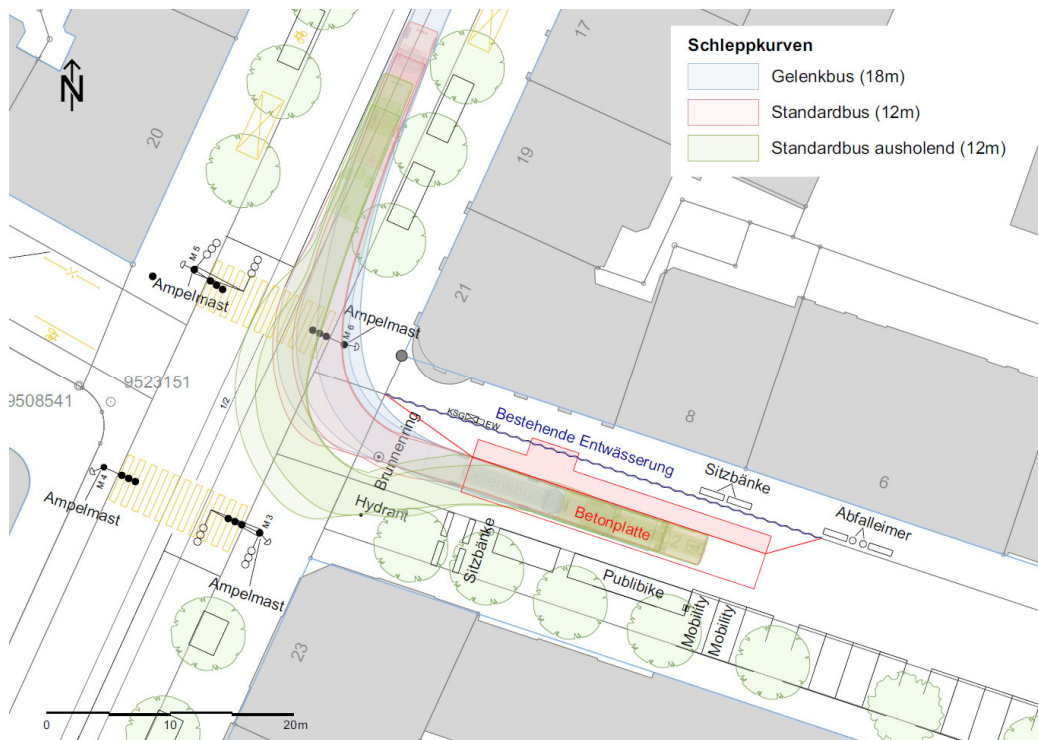 Schleppkurven
Gelenkbus (18m)
Standardbus (12m)
Standardbus ausholend (12m)
N
17
20
19
M 5
21
Ampelmast
Ampelmast
M 6
9523151
9508541
1/2
KSG
EW
Bestehende Entwässerung
8
Brunnenring
Sitzbänke
6
M 4
Abfalleimer
Ampelmast
M 3
Hydrant
Betonplatte
Sitzbänke
Publibike
Ampelmast
Mobility
Mobility
23
0
10
20m